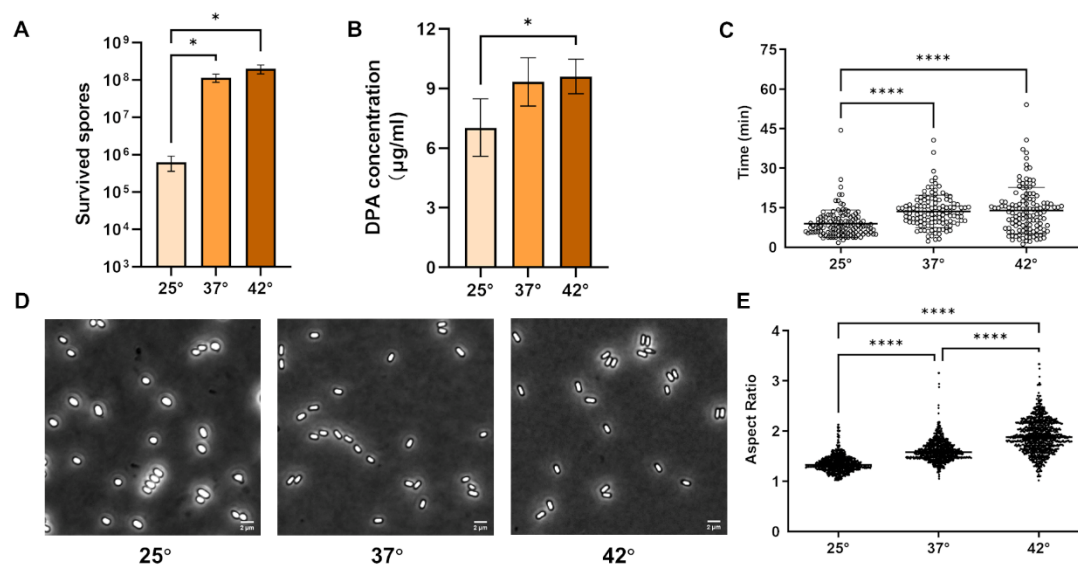 A
Survived spores
10⁹
10⁸
10⁷
10⁶
10⁵
10⁴
10³
*
*
25° 37° 42°
B
DPA concentration
(μg/ml)
12
9
6
3
0
*
25° 37° 42°
C
Time (min)
75
60
45
30
15
0
****
****
25° 37° 42°
D
2 μm
2 μm
2 μm
25° 37° 42°
E
Aspect Ratio
4
3
2
1
0
****
**** ****
25° 37° 42°